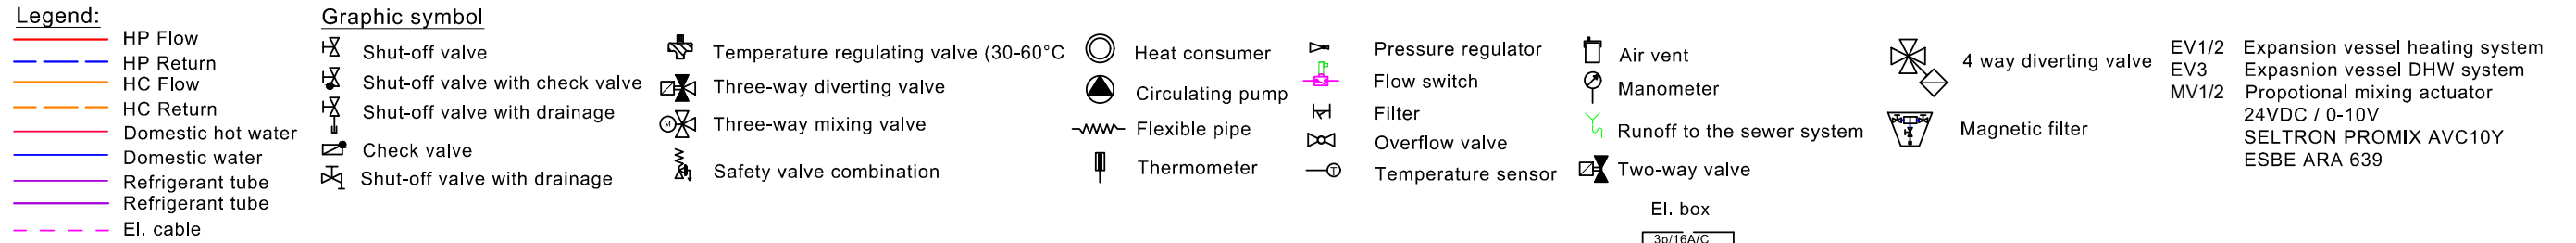 Legend:
HP Flow
HP Return
HC Flow
HC Return
Domestic hot water
Domestic water
Refrigerant tube
Refrigerant tube
El. cable
Graphic symbol
Shut-off valve
Shut-off valve with check valve
Shut-off valve with drainage
Check valve
Shut-off valve with drainage
Temperature regulating valve (30-60°C
Three-way diverting valve
M
Three-way mixing valve
Safety valve combination
Heat consumer
Circulating pump
Flexible pipe
Thermometer
Pressure regulator
Flow switch
Filter
Overflow valve
T
Temperature sensor
Air vent
Manometer
Runoff to the sewer system
Two-way valve
El. box
3p/16A/C
4 way diverting valve
Magnetic filter
EV1/2 Expansion vessel heating system
EV3 Expasnion vessel DHW system
MV1/2 Propotional mixing actuator
24VDC / 0-10V
SELTRON PROMIX AVC10Y
ESBE ARA 639